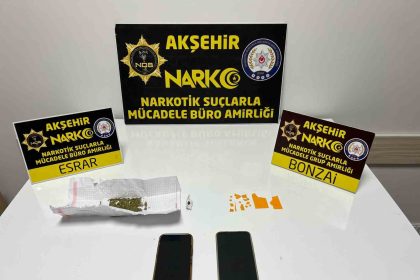 AKŞEHİR
NDB
NARKO
NARKOTİK SUÇLARLA
MÜCADELE BÜRO AMİRLİĞİ
AKŞEHİR
NARKO
NARKOTİK SUÇLARLA
MÜCADELE BÜRO AMİRLİĞİ
ESRAR
AKŞEHİR
NARKO
NARKOTİK SUÇLARLA
MÜCADELE GRUP AMİRLİĞİ
BONZAİ